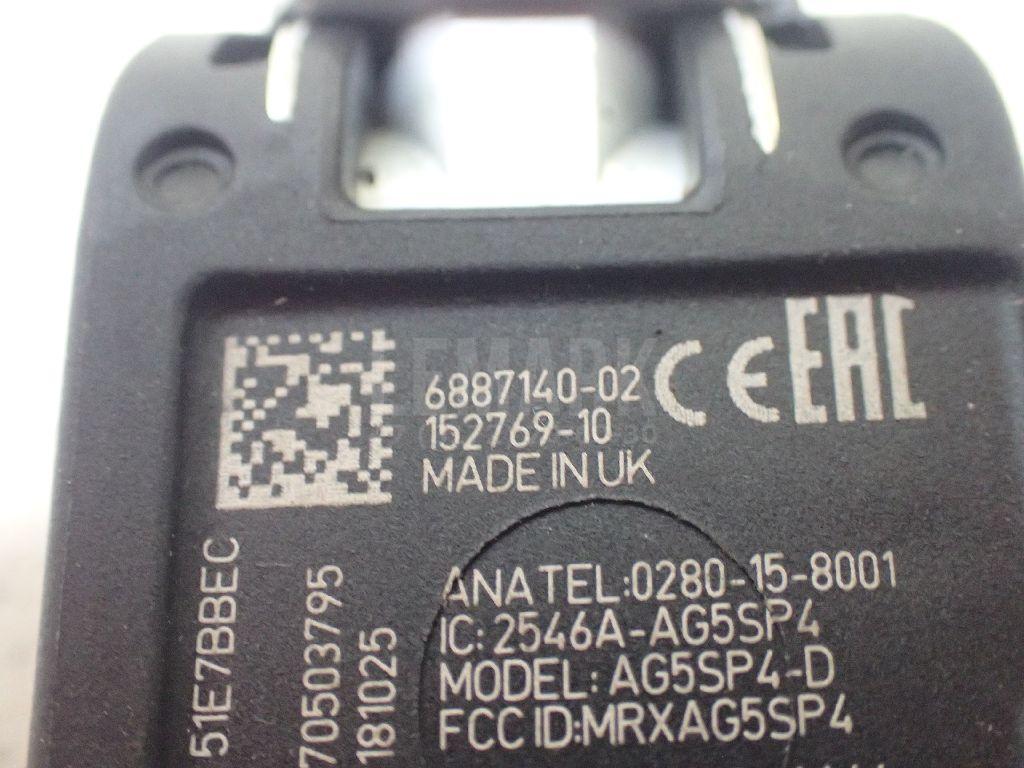 6887140-02
152769-10
MADE IN UK
CE EAC
ANATEL:0280-15-8001
IC: 2546A-AG5SP4
MODEL: AG5SP4-D
FCC ID:MRXAG5SP4
51E7BBEC
7050503795
181025